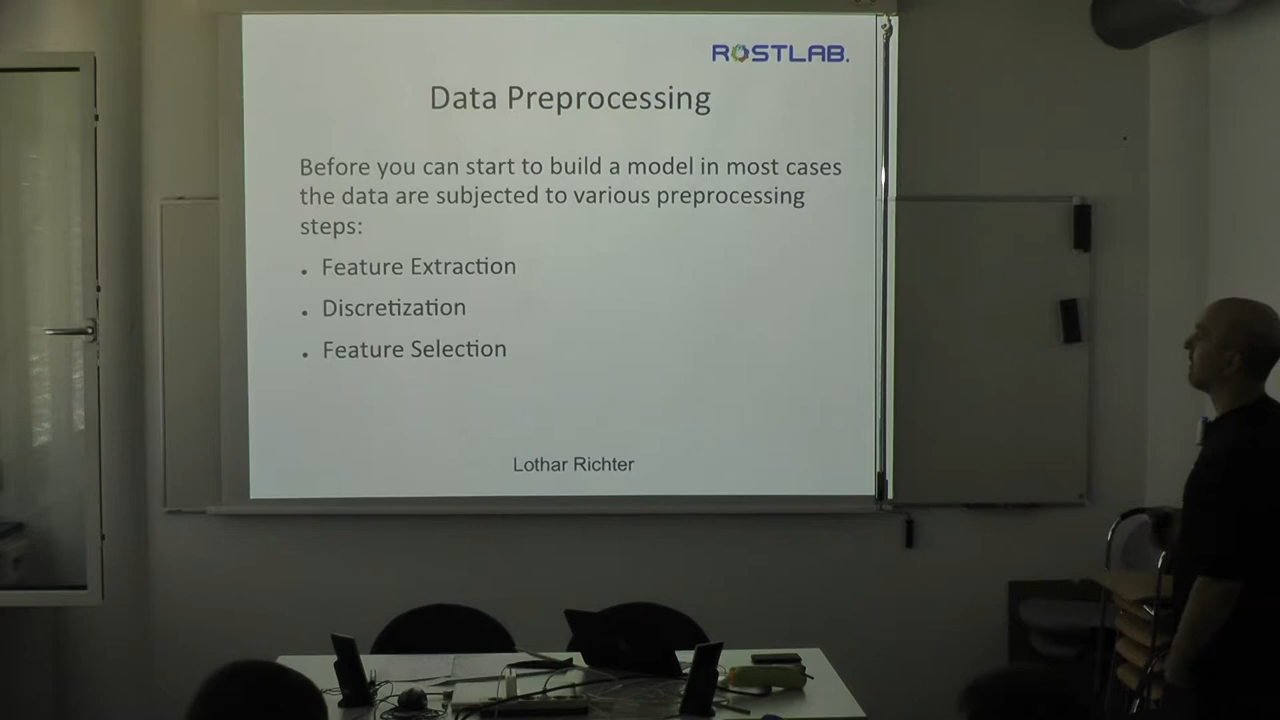 ROSTLAB.
Data Preprocessing
Before you can start to build a model in most cases
the data are subjected to various preprocessing
steps:
• Feature Extraction
• Discretization
• Feature Selection
Lothar Richter